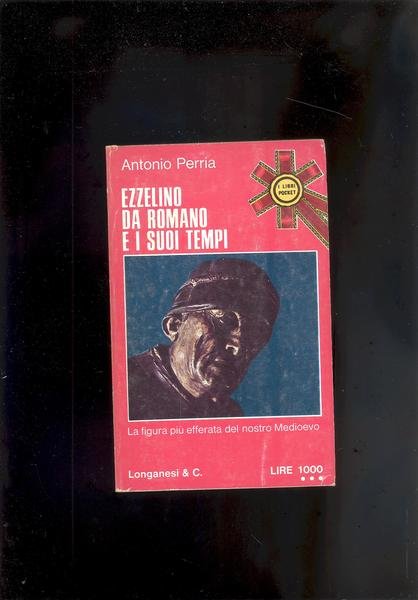 Antonio Perria
I LIBRI
POCKET
EZZELINO
DA ROMANO
E I SUOI TEMPI
La figura più efferata del nostro Medioevo
Longanesi & C.
LIRE 1000